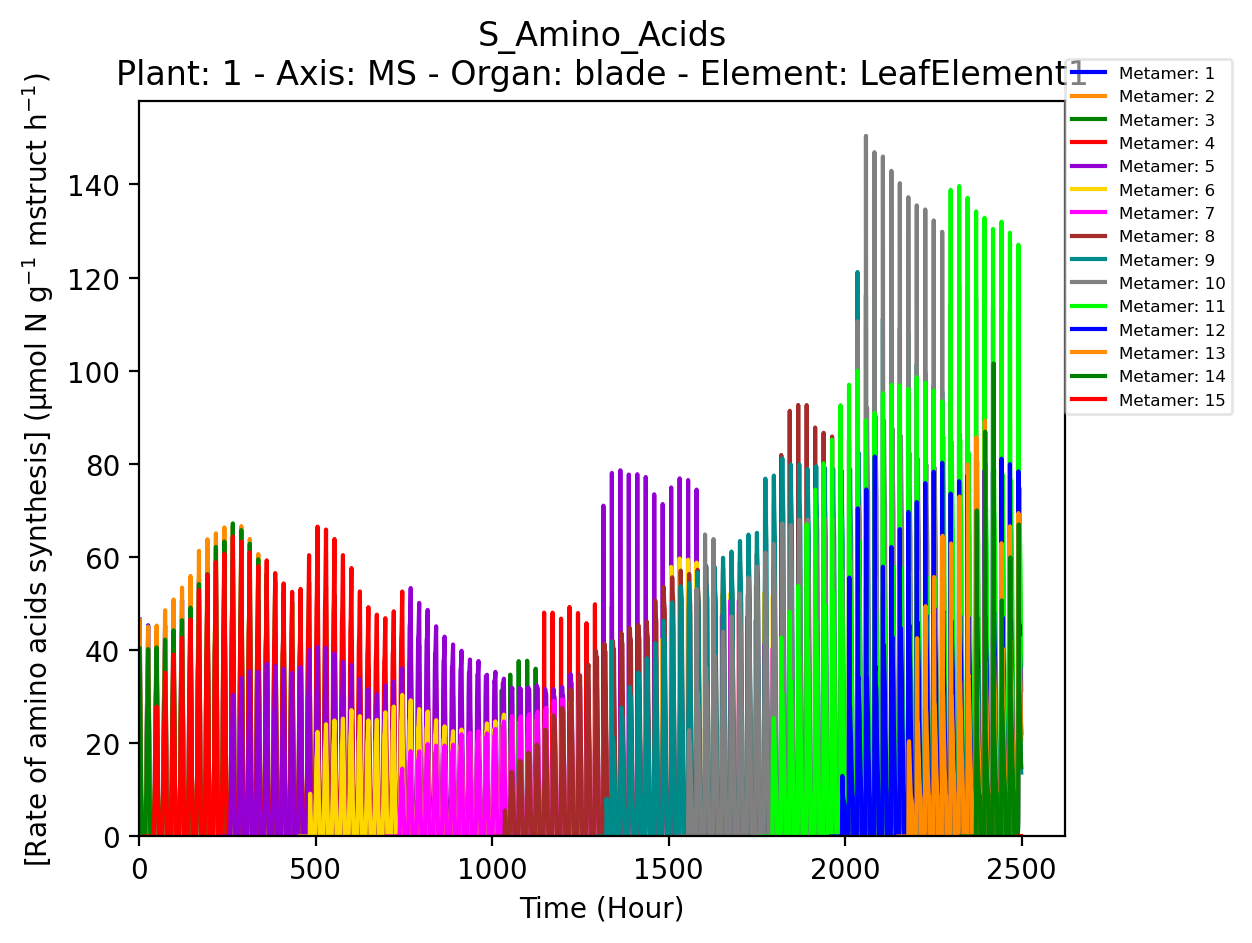 S_Amino_Acids
Plant: 1 - Axis: MS - Organ: blade - Element: LeafElement1
[Rate of amino acids synthesis] (µmol N g⁻¹ mstruct h⁻¹)
140
120
100
80
60
40
20
0
0 500 1000 1500 2000 2500
Time (Hour)
Metamer: 1
Metamer: 2
Metamer: 3
Metamer: 4
Metamer: 5
Metamer: 6
Metamer: 7
Metamer: 8
Metamer: 9
Metamer: 10
Metamer: 11
Metamer: 12
Metamer: 13
Metamer: 14
Metamer: 15